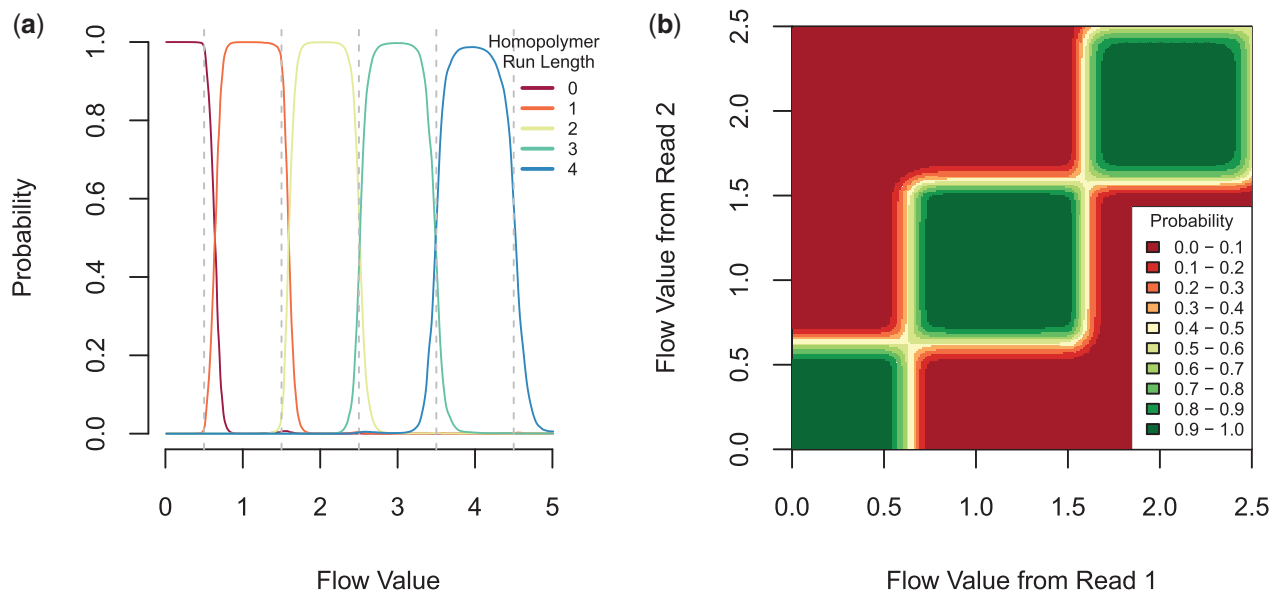 (a)
Homopolymer
Run Length
0
1
2
3
4
Probability
0.0
0.2
0.4
0.6
0.8
1.0
0 1 2 3 4 5
Flow Value
(b)
Flow Value from Read 2
0.0
0.5
1.0
1.5
2.0
2.5
Probability
0.0 − 0.1
0.1 − 0.2
0.2 − 0.3
0.3 − 0.4
0.4 − 0.5
0.5 − 0.6
0.6 − 0.7
0.7 − 0.8
0.8 − 0.9
0.9 − 1.0
0.0 0.5 1.0 1.5 2.0 2.5
Flow Value from Read 1